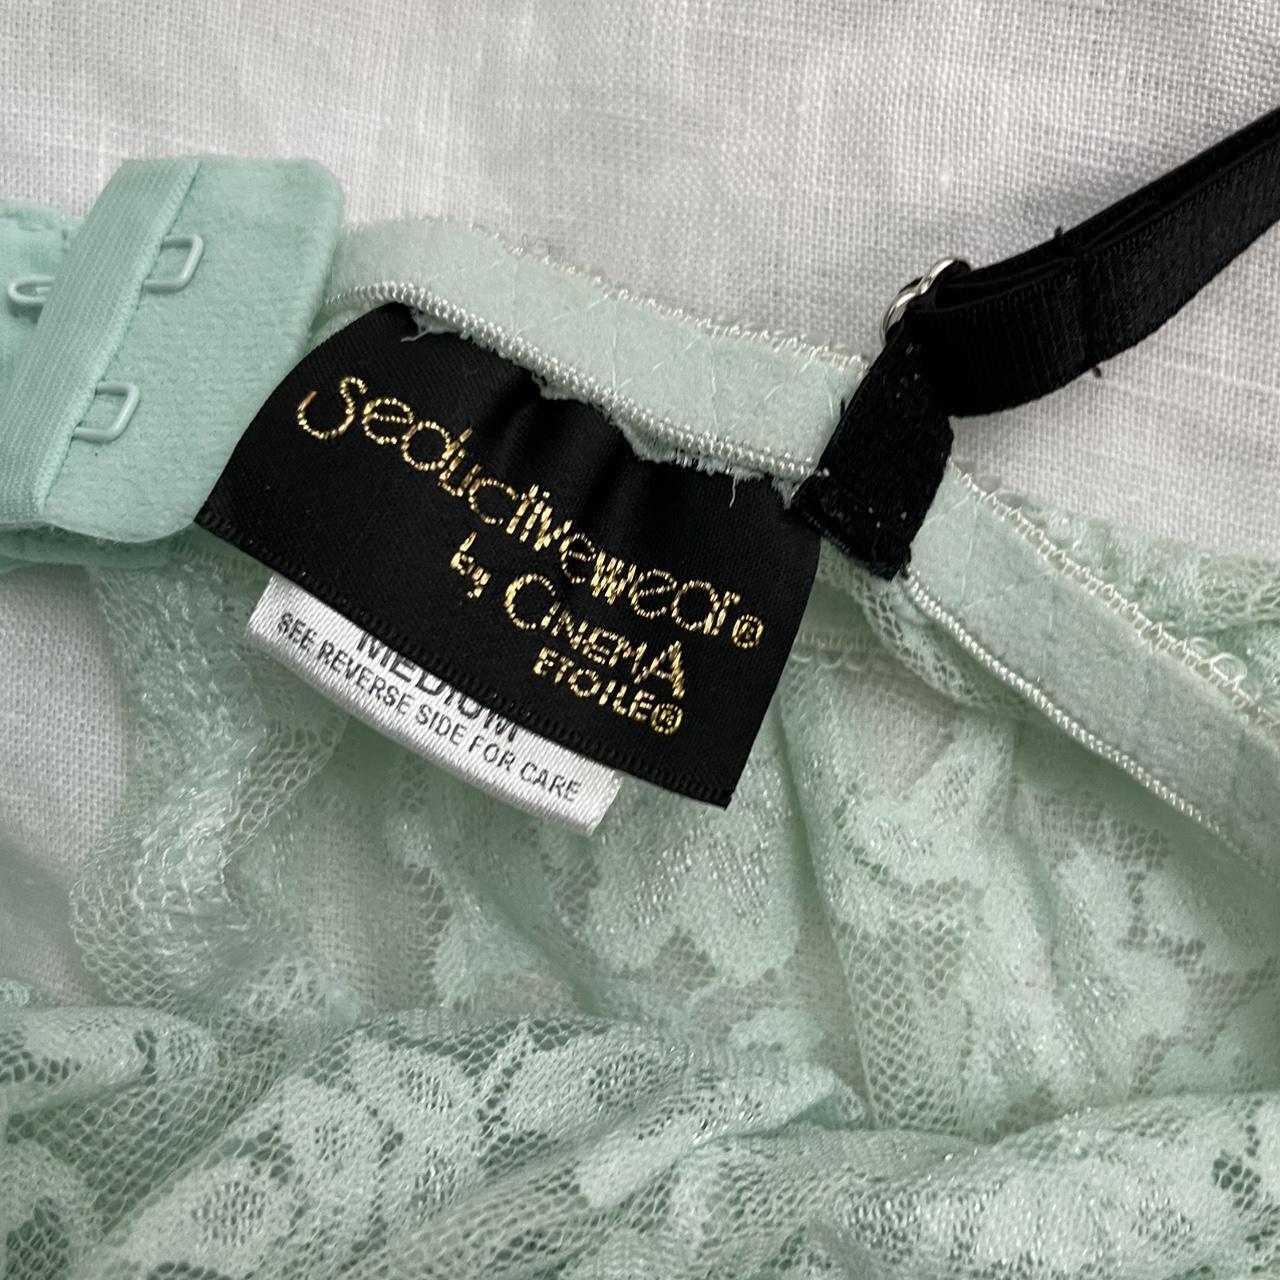 Seductivewear®
by CINEMA
ETOILE®
MEDIUM
SEE REVERSE SIDE FOR CARE